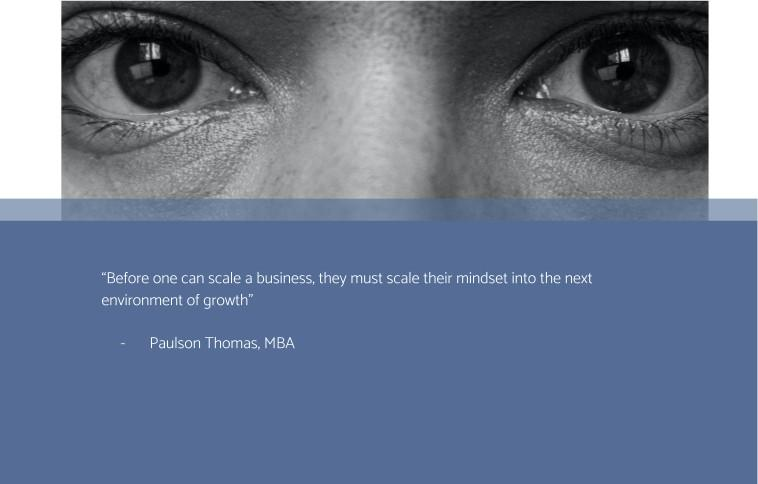 “Before one can scale a business, they must scale their mindset into the next
environment of growth”
- Paulson Thomas, MBA